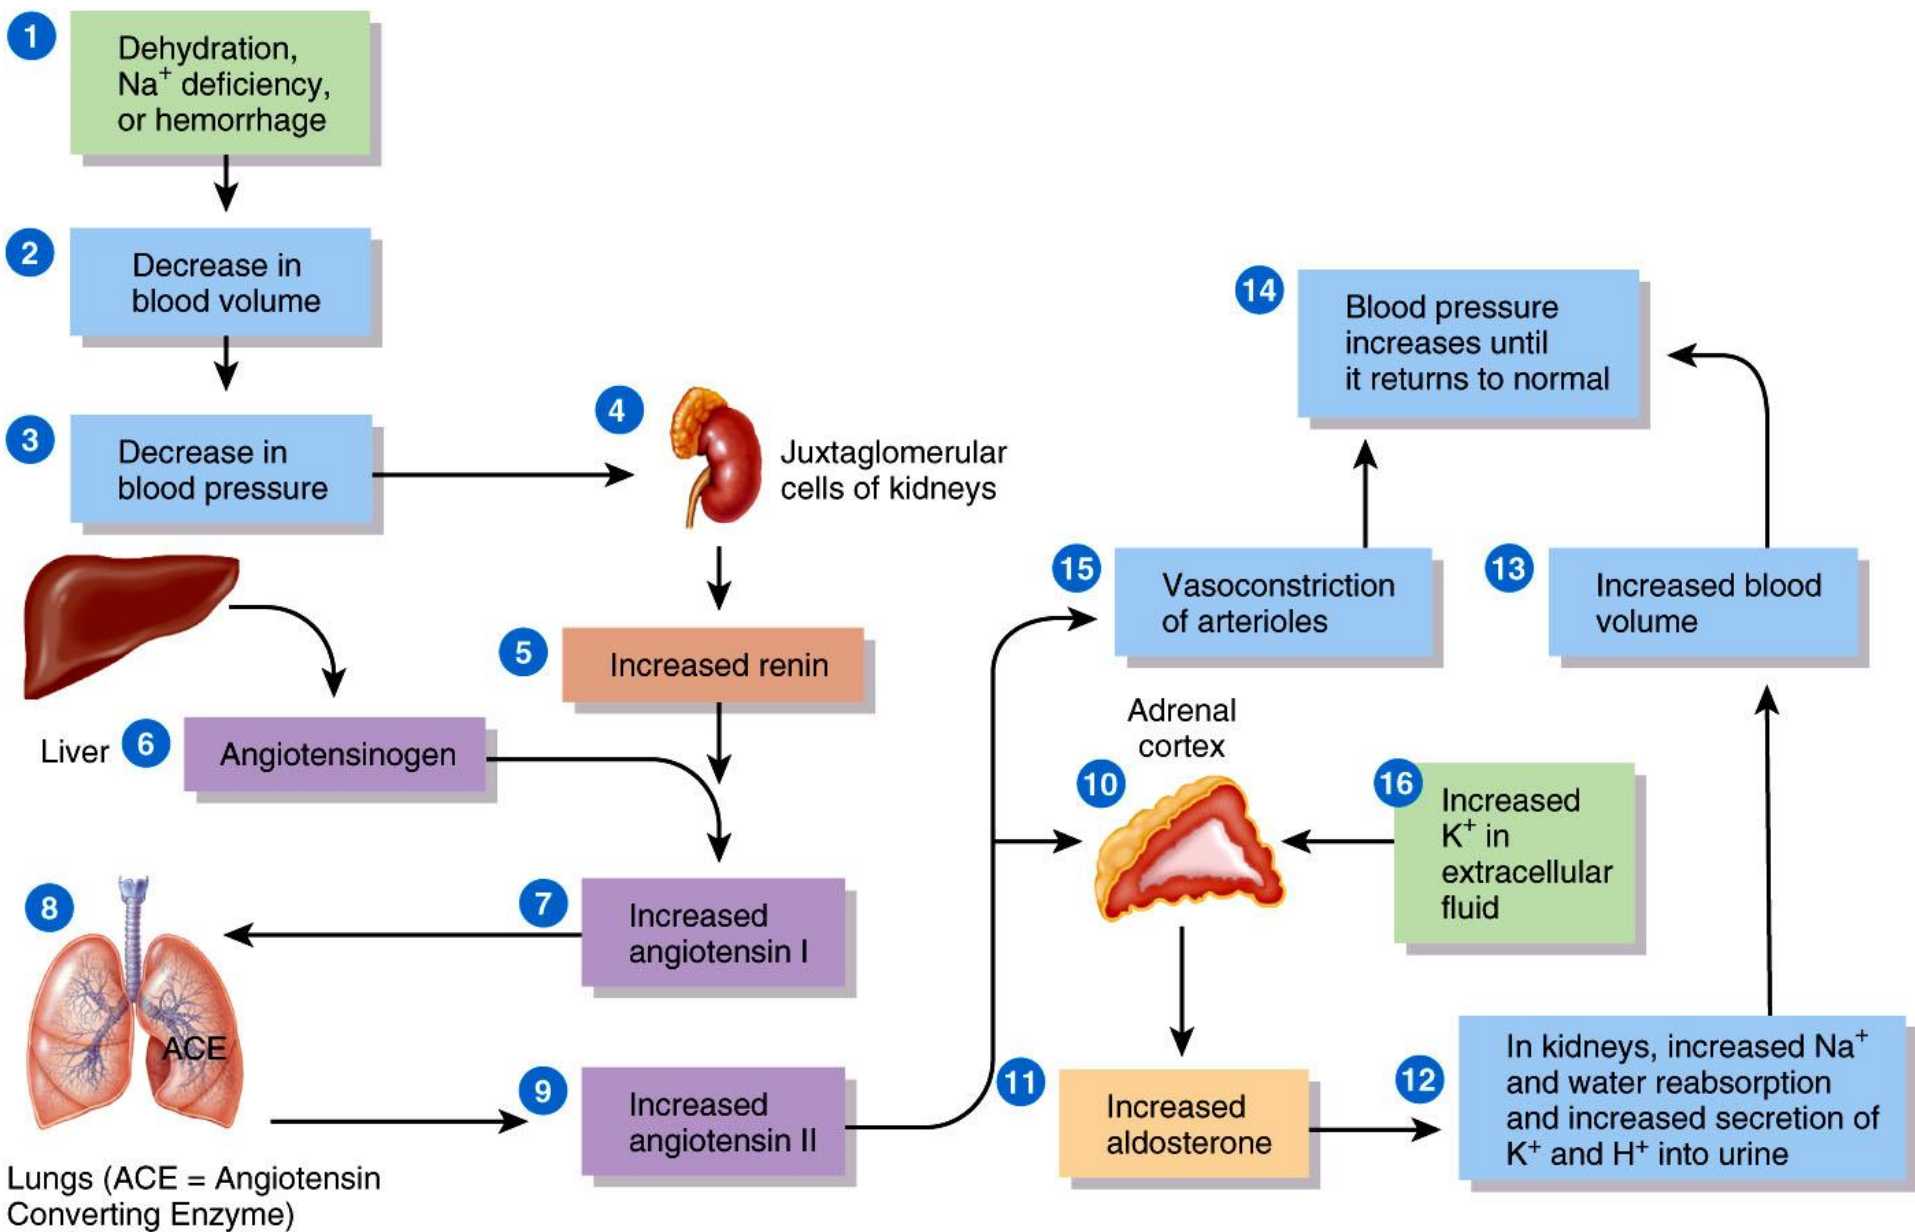 1
Dehydration,
Na⁺ deficiency,
or hemorrhage
2
Decrease in
blood volume
3
Decrease in
blood pressure
4
Juxtaglomerular
cells of kidneys
5
Increased renin
Liver
6
Angiotensinogen
7
Increased
angiotensin I
8
ACE
Lungs (ACE = Angiotensin
Converting Enzyme)
9
Increased
angiotensin II
10
Adrenal
cortex
11
Increased
aldosterone
12
In kidneys, increased Na⁺
and water reabsorption
and increased secretion of
K⁺ and H⁺ into urine
13
Increased blood
volume
14
Blood pressure
increases until
it returns to normal
15
Vasoconstriction
of arterioles
16
Increased
K⁺ in
extracellular
fluid